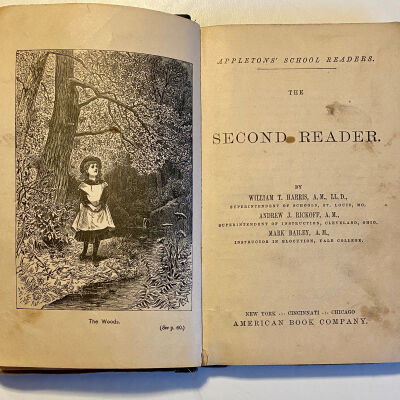 The Woods.
(See p. 60.)
APPLETONS' SCHOOL READERS.
THE
SECOND READER.
BY
WILLIAM T. HARRIS, A.M., LL.D.,
SUPERINTENDENT OF SCHOOLS, ST. LOUIS, MO.
ANDREW J. RICKOFF, A.M.,
SUPERINTENDENT OF INSTRUCTION, CLEVELAND, OHIO.
MARK BAILEY, A.M.,
INSTRUCTOR IN ELOCUTION, YALE COLLEGE.
NEW YORK ·:· CINCINNATI ·:· CHICAGO
AMERICAN BOOK COMPANY.